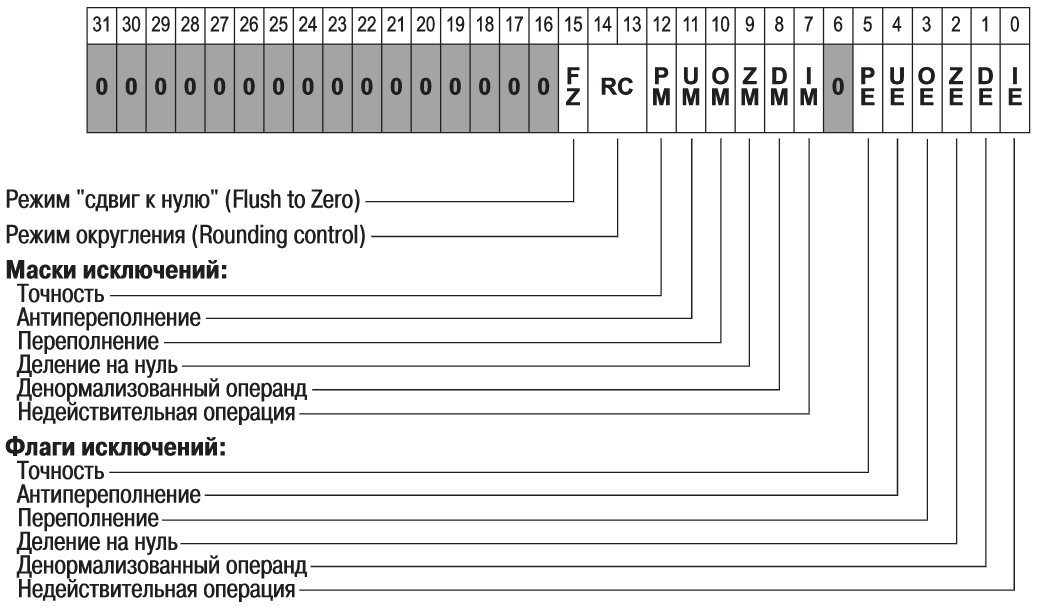 31 30 29 28 27 26 25 24 23 22 21 20 19 18 17 16 15 14 13 12 11 10 9 8 7 6 5 4 3 2 1 0
0 0 0 0 0 0 0 0 0 0 0 0 0 0 0 0 FZ RC PM UM OM ZM DM IM 0 PE UE OE ZE DE IE
Режим "сдвиг к нулю" (Flush to Zero)
Режим округления (Rounding control)
Маски исключений:
Точность
Антипереполнение
Переполнение
Деление на нуль
Денормализованный операнд
Недействительная операция
Флаги исключений:
Точность
Антипереполнение
Переполнение
Деление на нуль
Денормализованный операнд
Недействительная операция